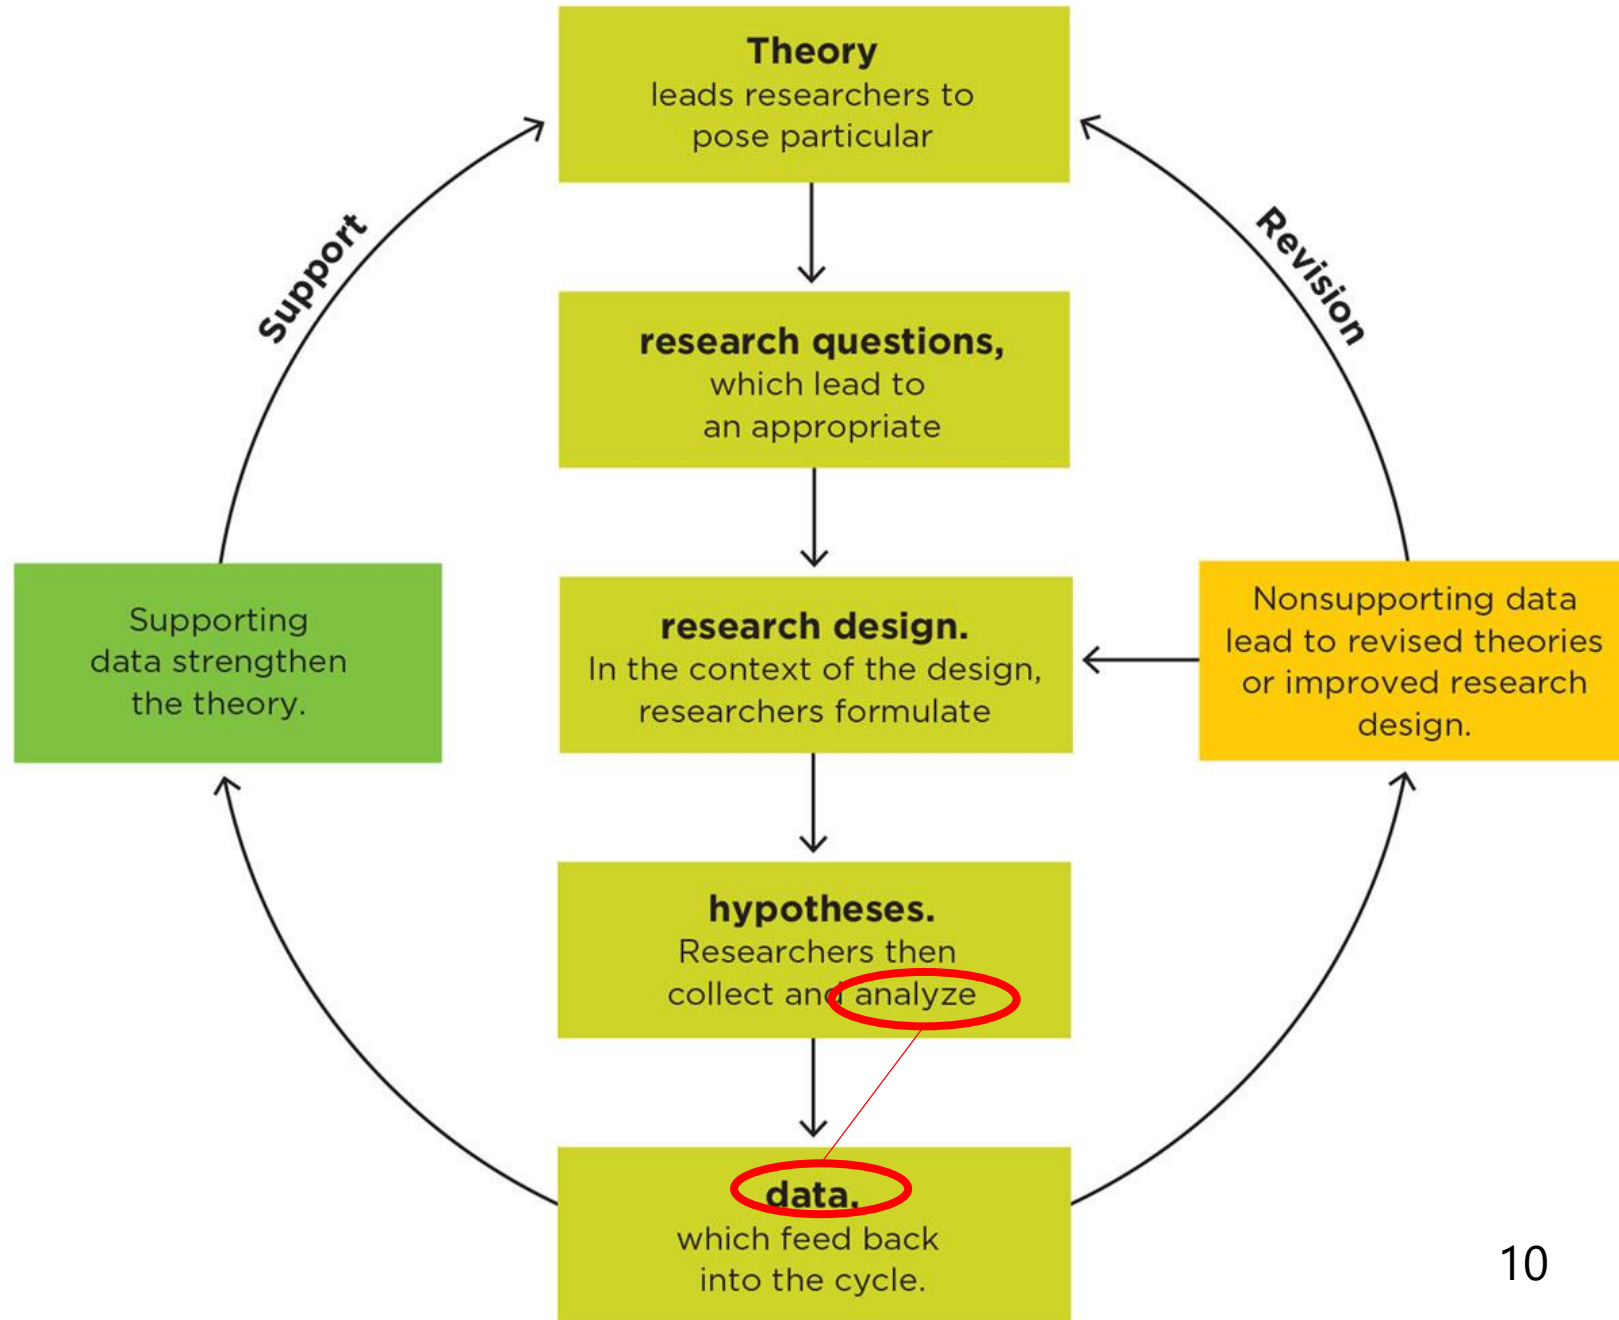 Theory
leads researchers to
pose particular
Support
Revision
research questions,
which lead to
an appropriate
Supporting
data strengthen
the theory.
research design.
In the context of the design,
researchers formulate
Nonsupporting data
lead to revised theories
or improved research
design.
hypotheses.
Researchers then
collect and analyze
data,
which feed back
into the cycle.
10